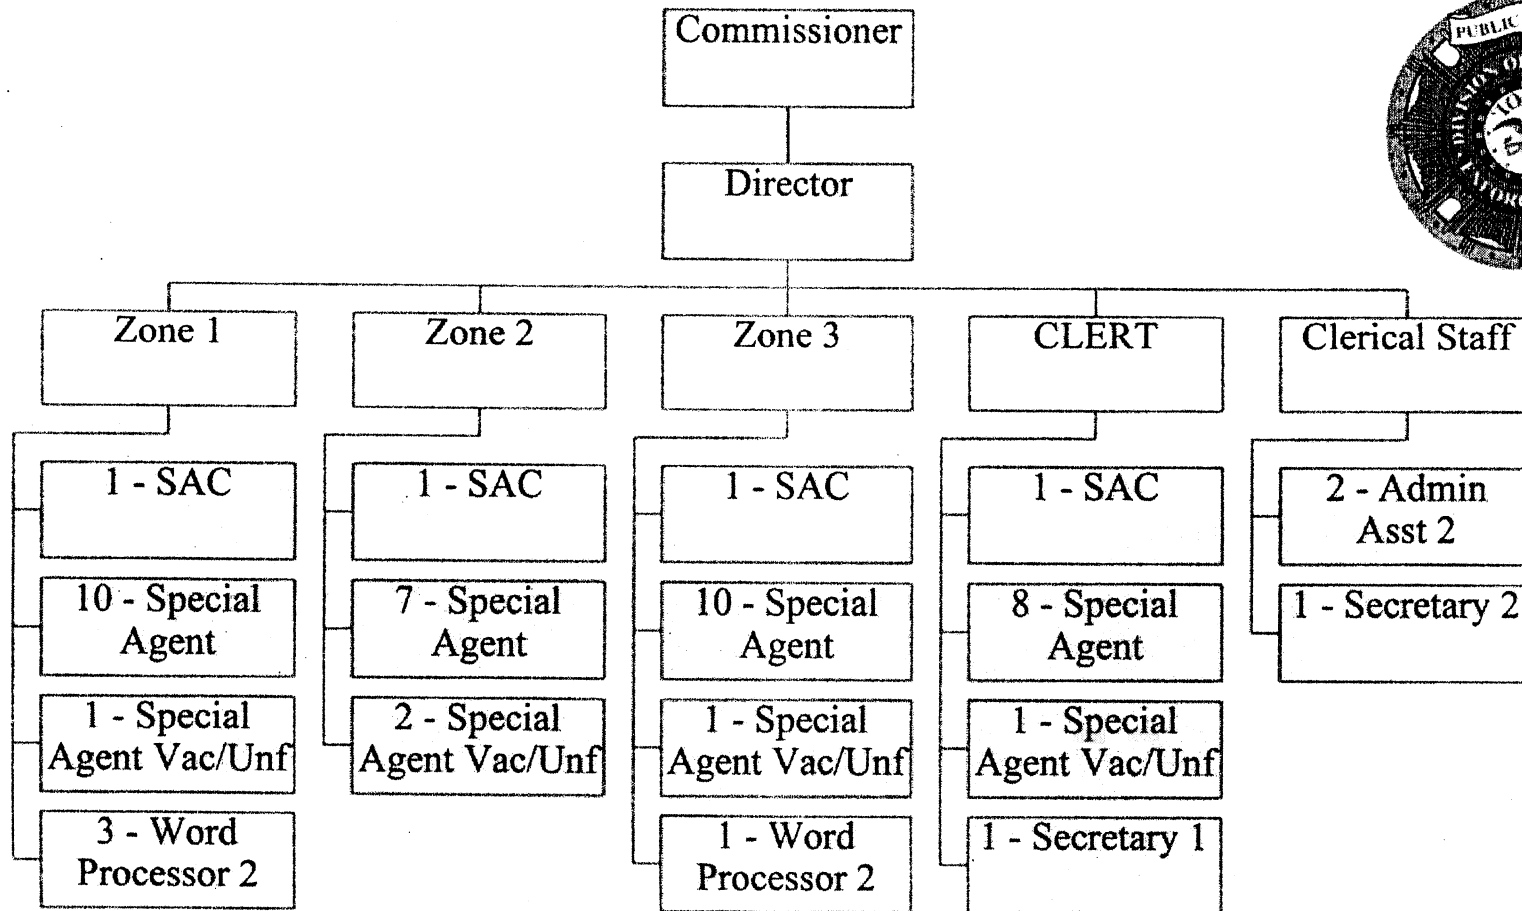 Commissioner
PUBLIC
DIVISION
Director
Zone 1
Zone 2
Zone 3
CLERT
Clerical Staff
1 - SAC
10 - Special
Agent
1 - Special
Agent Vac/Unf
3 - Word
Processor 2
1 - SAC
7 - Special
Agent
2 - Special
Agent Vac/Unf
1 - SAC
10 - Special
Agent
1 - Special
Agent Vac/Unf
1 - Word
Processor 2
1 - SAC
8 - Special
Agent
1 - Special
Agent Vac/Unf
1 - Secretary 1
2 - Admin
Asst 2
1 - Secretary 2